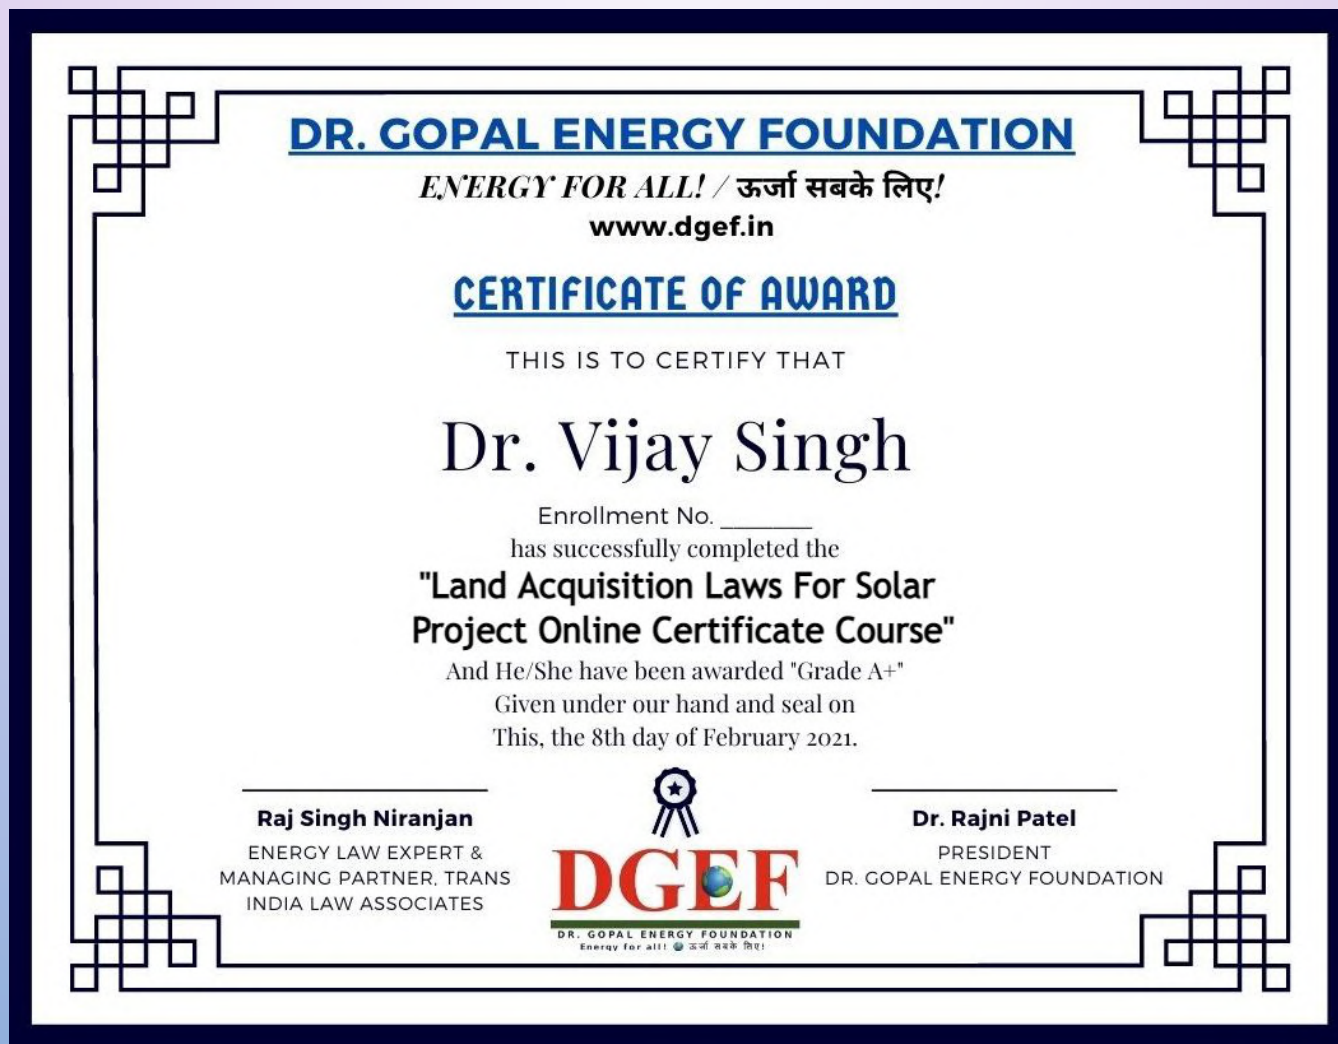 DR. GOPAL ENERGY FOUNDATION
ENERGY FOR ALL! / ऊर्जा सबके लिए!
www.dgef.in
CERTIFICATE OF AWARD
THIS IS TO CERTIFY THAT
Dr. Vijay Singh
Enrollment No. _______
has successfully completed the
"Land Acquisition Laws For Solar
Project Online Certificate Course"
And He/She have been awarded "Grade A+"
Given under our hand and seal on
This, the 8th day of February 2021.
Raj Singh Niranjan
ENERGY LAW EXPERT &
MANAGING PARTNER, TRANS
INDIA LAW ASSOCIATES
DGEF
DR. GOPAL ENERGY FOUNDATION
Energy for all! ऊर्जा सबके लिए!
Dr. Rajni Patel
PRESIDENT
DR. GOPAL ENERGY FOUNDATION